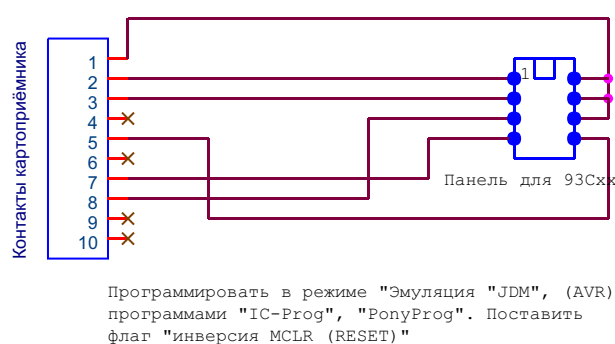 Контакты картоприёмника
1
2
3
4
5
6
7
8
9
10
1
Панель для 93Cxx
Программировать в режиме "Эмуляция "JDM", (AVR)
программами "IC-Prog", "PonyProg". Поставить
флаг "инверсия MCLR (RESET)"